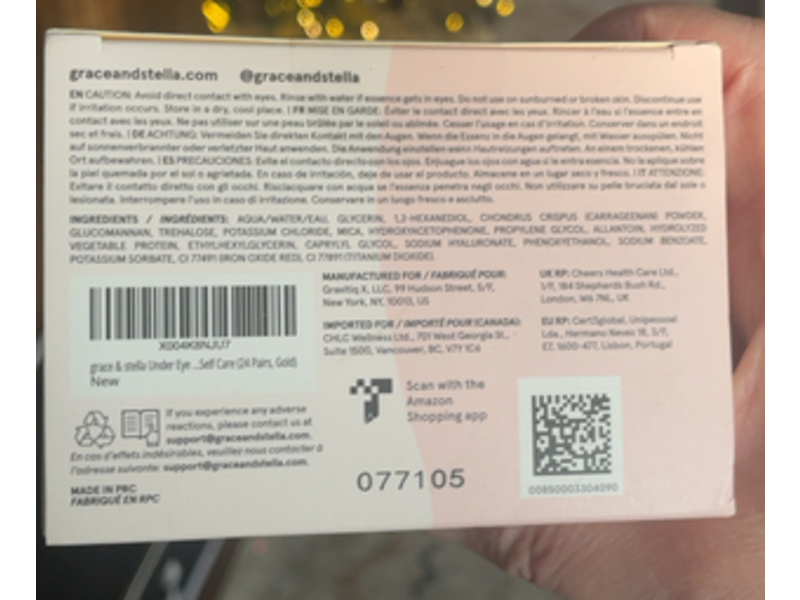 graceandstella.com @graceandstella
EN CAUTION: Avoid direct contact with eyes. Rinse with water if essence gets in eyes. Do not use on sunburned or broken skin. Discontinue use
if irritation occurs. Store in a dry, cool place. | FR MISE EN GARDE: Éviter le contact direct avec les yeux. Rincer à l'eau si l'essence entre en
contact avec les yeux. Ne pas utiliser sur une peau brûlée par le soleil ou abîmée. Cesser l'usage en cas d'irritation. Conserver dans un endroit
sec et frais. | DE ACHTUNG: Vermeiden Sie direkten Kontakt mit den Augen. Wenn die Essenz in die Augen gelangt, mit Wasser ausspülen. Nicht
auf sonnenverbrannter oder verletzter Haut anwenden. Die Anwendung einstellen wenn Hautreizungen auftreten. An einem trockenen, kühlen
Ort aufbewahren. | ES PRECAUCIONES: Evite el contacto directo con los ojos. Enjuague los ojos con agua si le entra esencia. No la aplique sobre
la piel quemada por el sol o agrietada. En caso de irritación, deje de usar el producto. Almacene en un lugar seco y fresco. | IT ATTENZIONE:
Evitare il contatto diretto con gli occhi. Risciacquare con acqua se l'essenza penetra negli occhi. Non utilizzare su pelle bruciata dal sole o
lesionata. Interrompere l'uso in caso di irritazione. Conservare in un luogo fresco e asciutto.
INGREDIENTS / INGRÉDIENTS: AQUA/WATER/EAU, GLYCERIN, 1,2-HEXANEDIOL, CHONDRUS CRISPUS (CARRAGEENAN) POWDER,
GLUCOMANNAN, TREHALOSE, POTASSIUM CHLORIDE, MICA, HYDROXYACETOPHENONE, PROPYLENE GLYCOL, ALLANTOIN, HYDROLYZED
VEGETABLE PROTEIN, ETHYLHEXYLGLYCERIN, CAPRYLYL GLYCOL, SODIUM HYALURONATE, PHENOXYETHANOL, SODIUM BENZOATE,
POTASSIUM SORBATE, CI 77491 (IRON OXIDE RED), CI 77891 (TITANIUM DIOXIDE).
X004K8NJU7
grace & stella Under Eye ...Self Care (24 Pairs, Gold)
New
MANUFACTURED FOR / FABRIQUÉ POUR:
Gravitiq X, LLC, 99 Hudson Street, 5/F,
New York, NY, 10013, US
IMPORTED FOR / IMPORTÉ POUR (CANADA):
CHLC Wellness Ltd., 701 West Georgia St.,
Suite 1500, Vancouver, BC, V7Y 1C6
UK RP: Cheers Health Care Ltd.,
1/F, 184 Shepherds Bush Rd.,
London, W6 7NL, UK
EU RP: Cert3global, Unipessoal
Lda., Hermano Neves 18, 3/F,
E7, 1600-477, Lisbon, Portugal
If you experience any adverse
reactions, please contact us at
support@graceandstella.com.
En cas d'effets indésirables, veuillez nous contacter à
l'adresse suivante: support@graceandstella.com.
MADE IN PRC
FABRIQUÉ EN RPC
Scan with the
Amazon
Shopping app
077105
00850003304090